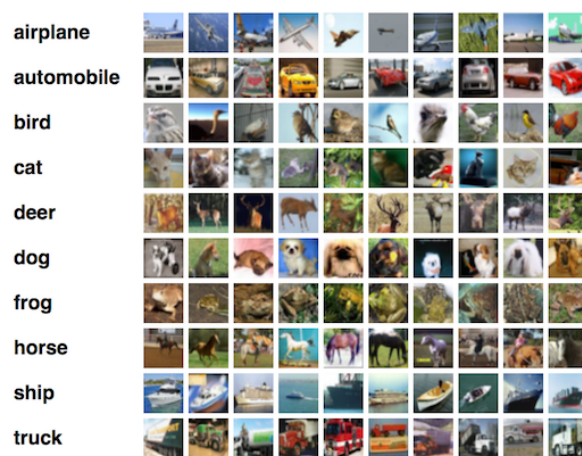 airplane
automobile
bird
cat
deer
dog
frog
horse
ship
truck